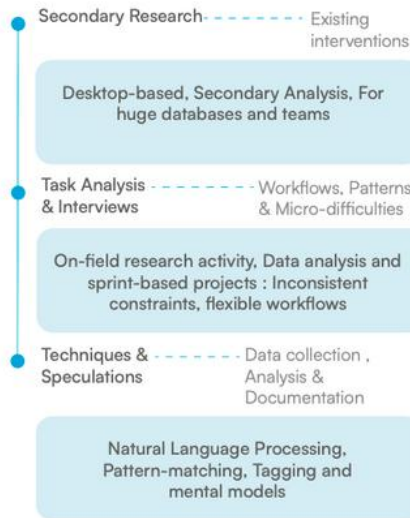 Secondary Research
Existing
interventions
Desktop-based, Secondary Analysis, For
huge databases and teams
Task Analysis
& Interviews
Workflows, Patterns
& Micro-difficulties
On-field research activity, Data analysis and
sprint-based projects : Inconsistent
constraints, flexible workflows
Techniques &
Speculations
Data collection ,
Analysis &
Documentation
Natural Language Processing,
Pattern-matching, Tagging and
mental models